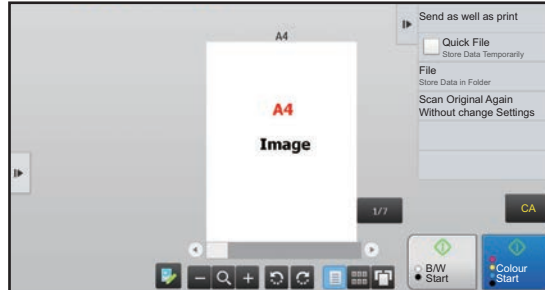 A4
A4
Image
1/7
Send as well as print
Quick File
Store Data Temporarily
File
Store Data in Folder
Scan Original Again
Without change Settings
CA
B/W
Start
Colour
Start